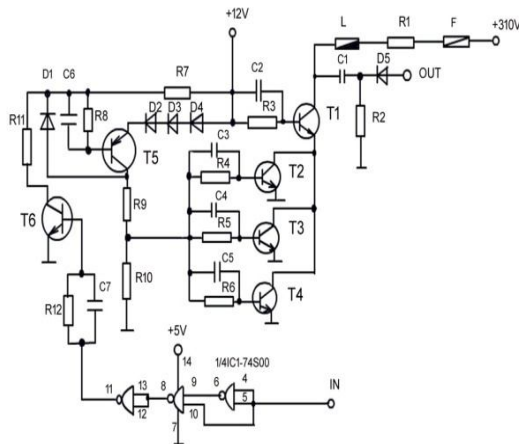 +12V
L
R1
F
+310V
D1
C6
R7
C2
C1
D5
OUT
R11
R8
D2
D3
D4
R3
T1
R2
C3
T5
R4
T2
T6
R9
C4
R5
T3
R10
C5
R6
T4
R12
C7
+5V
1/4IC1-74S00
14
IN
11
13
12
8
9
10
6
4
5
7